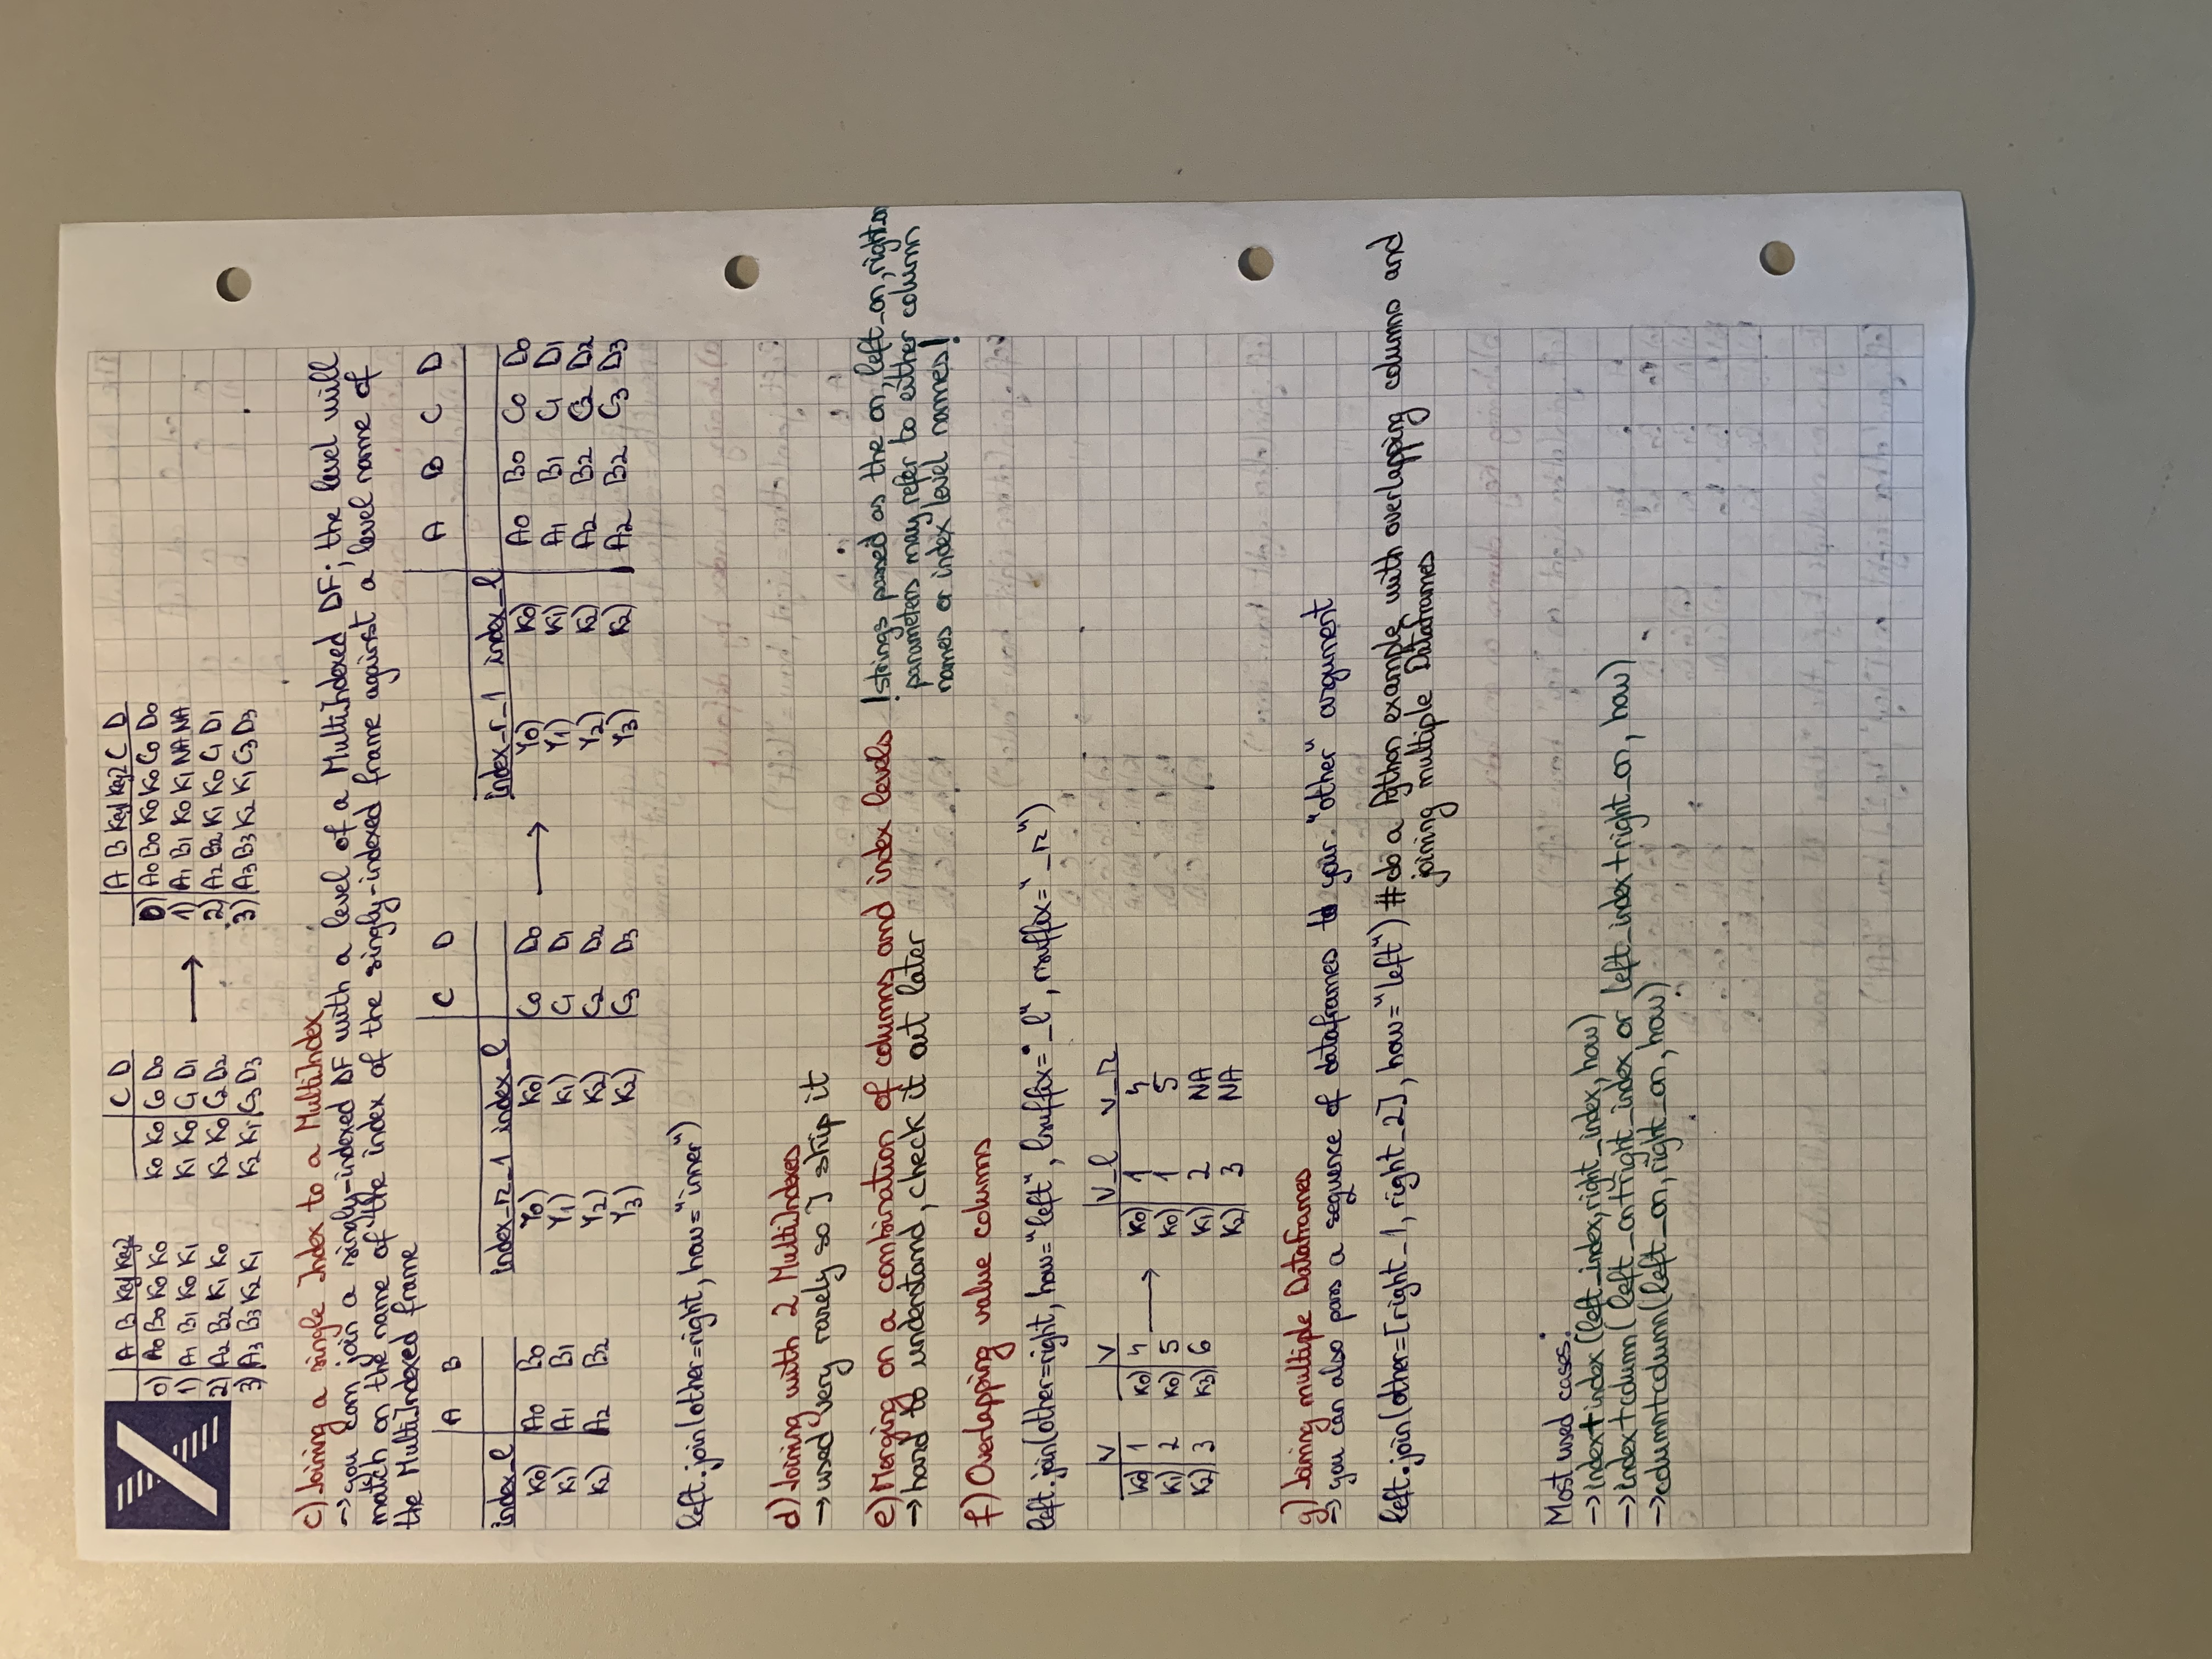 A B Key1 Key2 C D A B Key1 Key2 C D
0) A0 B0 K0 K0 K0 K0 C0 D0 0) A0 B0 K0 K0 C0 D0
1) A1 B1 K0 K1 K1 K0 C1 D1 → 1) A1 B1 K0 K1 NA NA
2) A2 B2 K1 K0 K2 K0 C2 D2 2) A2 B2 K1 K0 C1 D1
3) A3 B3 K2 K1 K2 K1 C3 D3 3) A3 B3 K2 K1 C3 D3
c) Joining a single Index to a MultiIndex
→ you can join a singly-indexed DF with a level of a MultiIndexed DF; the level will
match on the name of the index of the singly-indexed frame against a level name of
the MultiIndexed frame
A B C D A B C D
index_l index_r_1 index_l index_r_1 index_l
K0) A0 B0 Y0) K0) C0 D0 → Y0) K0) A0 B0 C0 D0
K1) A1 B1 Y1) K1) C1 D1 Y1) K1) A1 B1 C1 D1
K2) A2 B2 Y2) K2) C2 D2 Y2) K2) A2 B2 C2 D2
Y3) K2) C3 D3 Y3) K2) A2 B2 C3 D3
left.join(other=right, how="inner")
d) Joining with 2 MultiIndexes
→ used very rarely so I skip it
e) Merging on a combination of columns and index levels !strings passed as the on, left_on, right_on
→ hard to understand, check it out later parameters may refer to either column
names or index level names!
f) Overlapping value columns
left.join(other=right, how="left", lsuffix="_l", rsuffix="_r")
v v v_l v_r
K0) 1 K0) 4 → K0) 1 4
K1) 2 K0) 5 K0) 1 5
K2) 3 K3) 6 K1) 2 NA
K2) 3 NA
g) Joining multiple DataFrames
→ you can also pass a sequence of dataframes to your "other" argument
left.join(other=[right_1, right_2], how="left") #do a Python example with overlapping columns and
joining multiple DataFrames
Most used cases:
→ index+index (left_index, right_index, how)
→ index+column (left_on+right_index or left_index+right_on, how)
→ column+column (left_on, right_on, how)